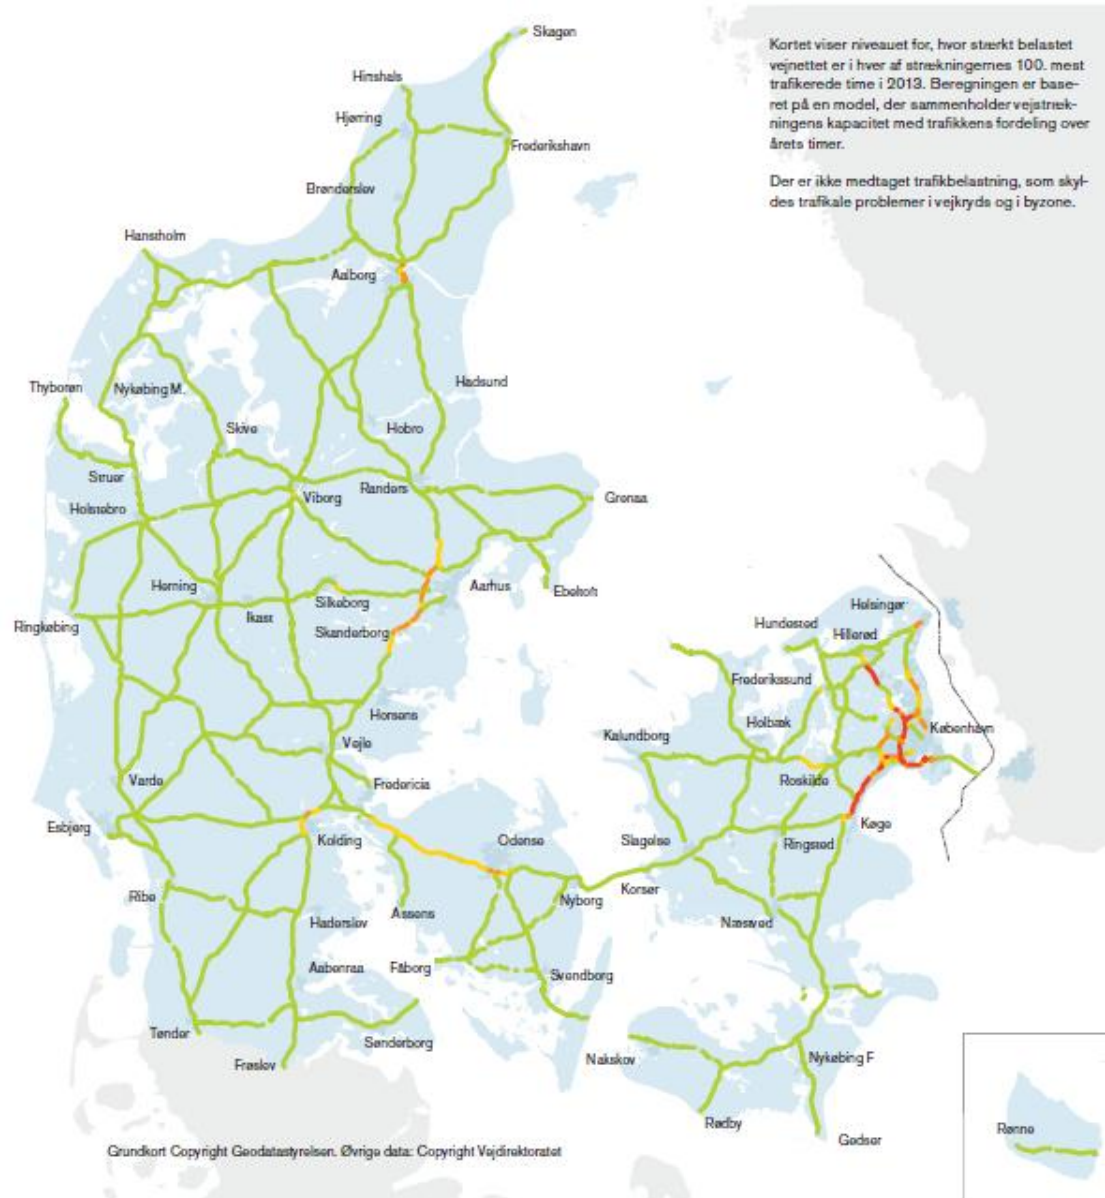 Skagen
Kortet viser niveauet for, hvor stærkt belastet
vejnettet er i hver af strækningernes 100. mest
trafikerede time i 2013. Beregningen er base-
ret på en model, der sammenholder vejstræk-
ningens kapacitet med trafikkens fordeling over
årets timer.
Der er ikke medtaget trafikbelastning, som skyl-
des trafikale problemer i vejkryds og i byzone.
Hirtshals
Hjørring
Frederikshavn
Brønderslev
Hanstholm
Aalborg
Hadsund
Thyborøn
Nykøbing M.
Skive
Hobro
Struer
Viborg
Randers
Grenaa
Holstebro
Herning
Aarhus
Ebeltoft
Silkeborg
Ikast
Ringkøbing
Skanderborg
Helsingør
Hundested
Hillerød
Frederikssund
Horsens
Holbæk
København
Kalundborg
Vejle
Varde
Fredericia
Roskilde
Esbjerg
Kolding
Odense
Slagelse
Køge
Ringsted
Ribe
Korsør
Nyborg
Haderslev
Assens
Næstved
Aabenraa
Fåborg
Svendborg
Tønder
Sønderborg
Frøslev
Nakskov
Nykøbing F
Rødby
Gedser
Rønne
Grundkort Copyright Geodatastyrelsen. Øvrige data: Copyright Vejdirektoratet